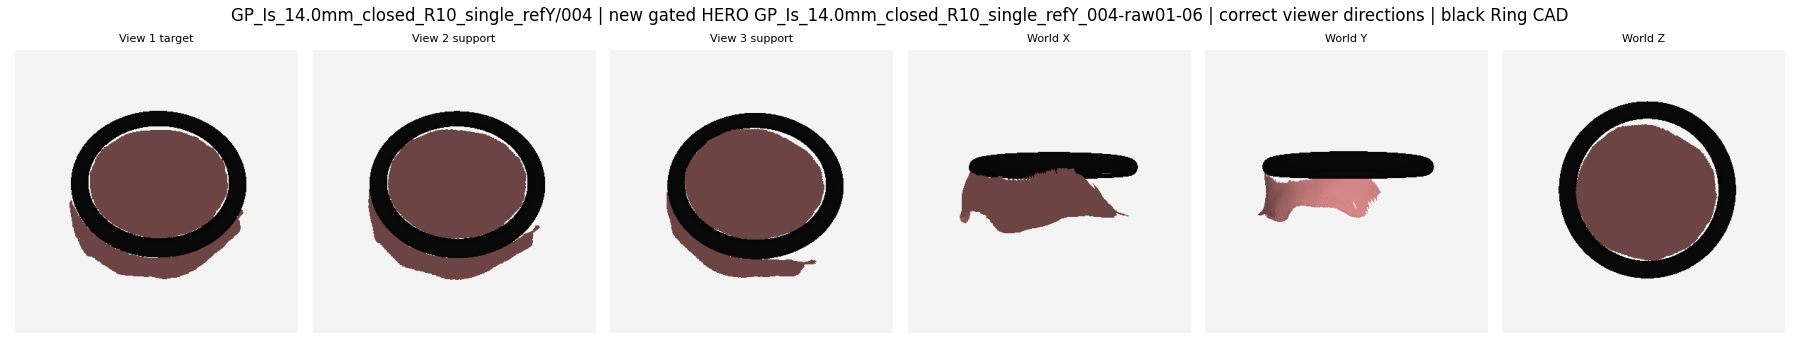 GP_Is_14.0mm_closed_R10_single_refY/004 | new gated HERO GP_Is_14.0mm_closed_R10_single_refY_004-raw01-06 | correct viewer directions | black Ring CAD
View 1 target
View 2 support
View 3 support
World X
World Y
World Z